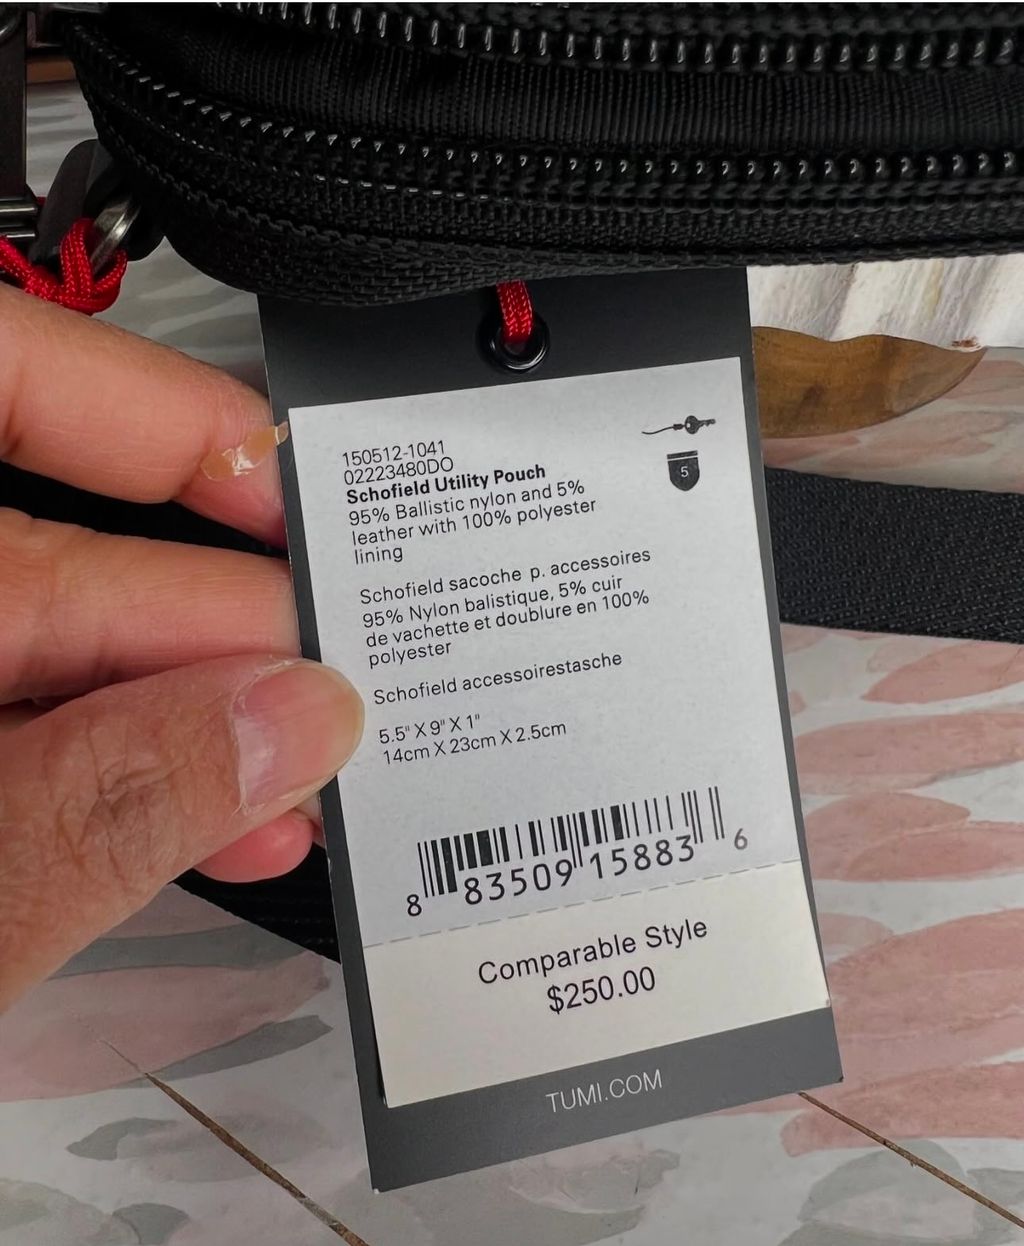 150512-1041
02223480DO
Schofield Utility Pouch
95% Ballistic nylon and 5%
leather with 100% polyester
lining
5
Schofield sacoche p. accessoires
95% Nylon balistique, 5% cuir
de vachette et doublure en 100%
polyester
Schofield accessoirestasche
5.5" X 9" X 1"
14cm X 23cm X 2.5cm
8 83509 15883 6
Comparable Style
$250.00
TUMI.COM